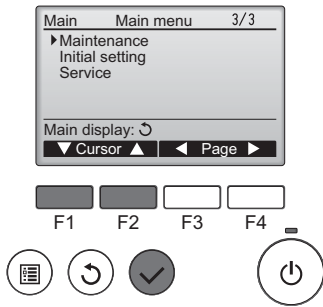 Main Main menu 3/3
Maintenance
Initial setting
Service
Main display:
Cursor Page
F1 F2 F3 F4